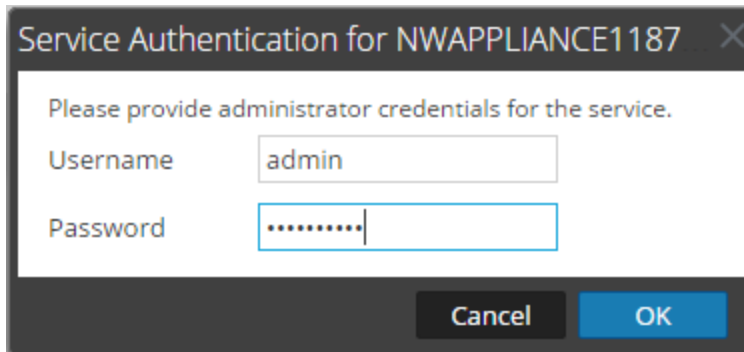 Service Authentication for NWAPPLIANCE1187...
Please provide administrator credentials for the service.
Username admin
Password ••••••••••
Cancel OK